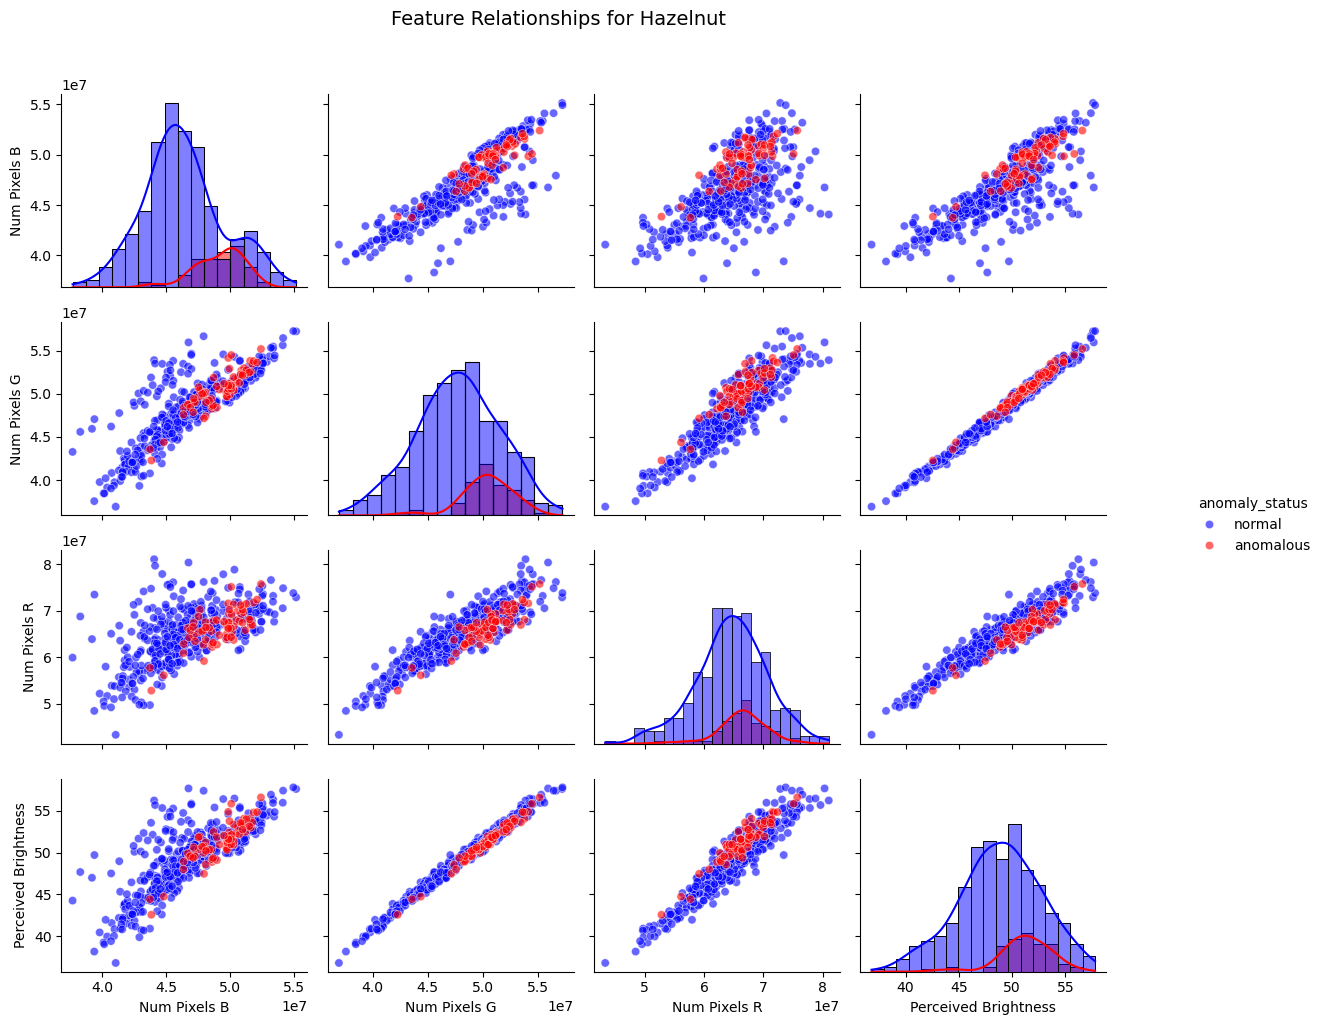 Feature Relationships for Hazelnut
1e7
5.5
5.0
4.5
4.0
Num Pixels B
1e7
5.5
5.0
4.5
4.0
Num Pixels G
1e7
8
7
6
5
Num Pixels R
55
50
45
40
Perceived Brightness
4.0 4.5 5.0 5.5
Num Pixels B 1e7
4.0 4.5 5.0 5.5
Num Pixels G 1e7
5 6 7 8
Num Pixels R 1e7
40 45 50 55
Perceived Brightness
anomaly_status
normal
anomalous